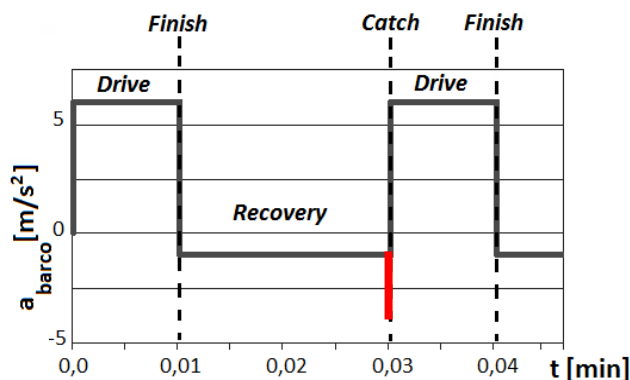 Finish Catch Finish
Drive Drive
5
Recovery
0
-5
a barco [m/s²]
0,0 0,01 0,02 0,03 0,04 t [min]